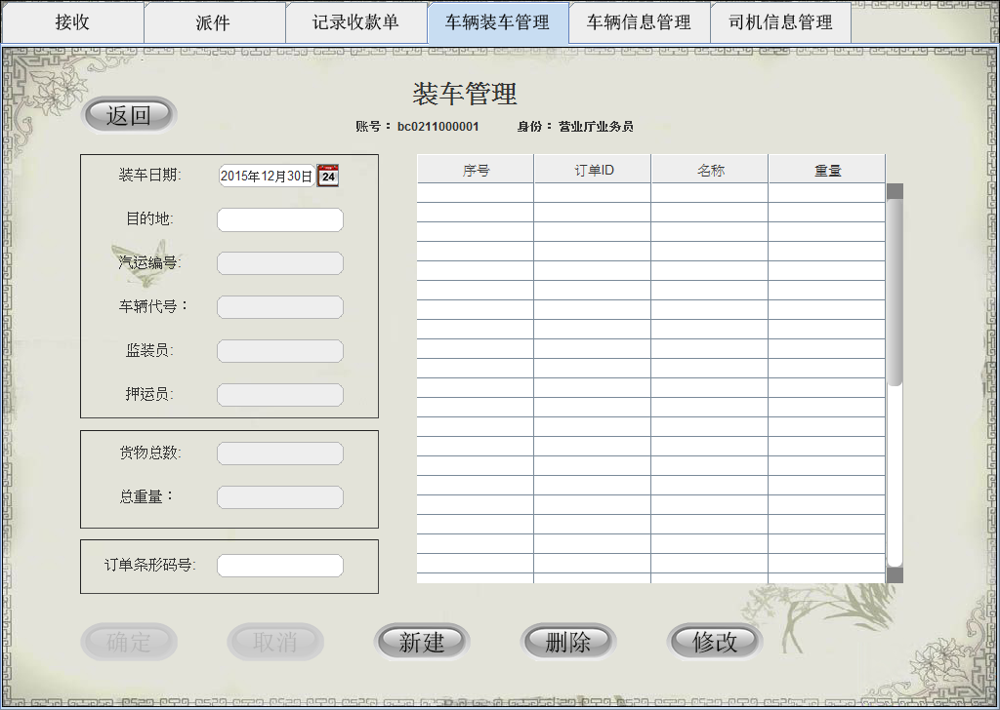 接收 派件 记录收款单 车辆装车管理 车辆信息管理 司机信息管理
装车管理
返回
账号： bc0211000001 身份： 营业厅业务员
装车日期: 2015年12月30日 24
目的地:
汽运编号:
车辆代号：
监装员:
押运员:
货物总数:
总重量：
订单条形码号:
序号 订单ID 名称 重量
确定 取消 新建 删除 修改